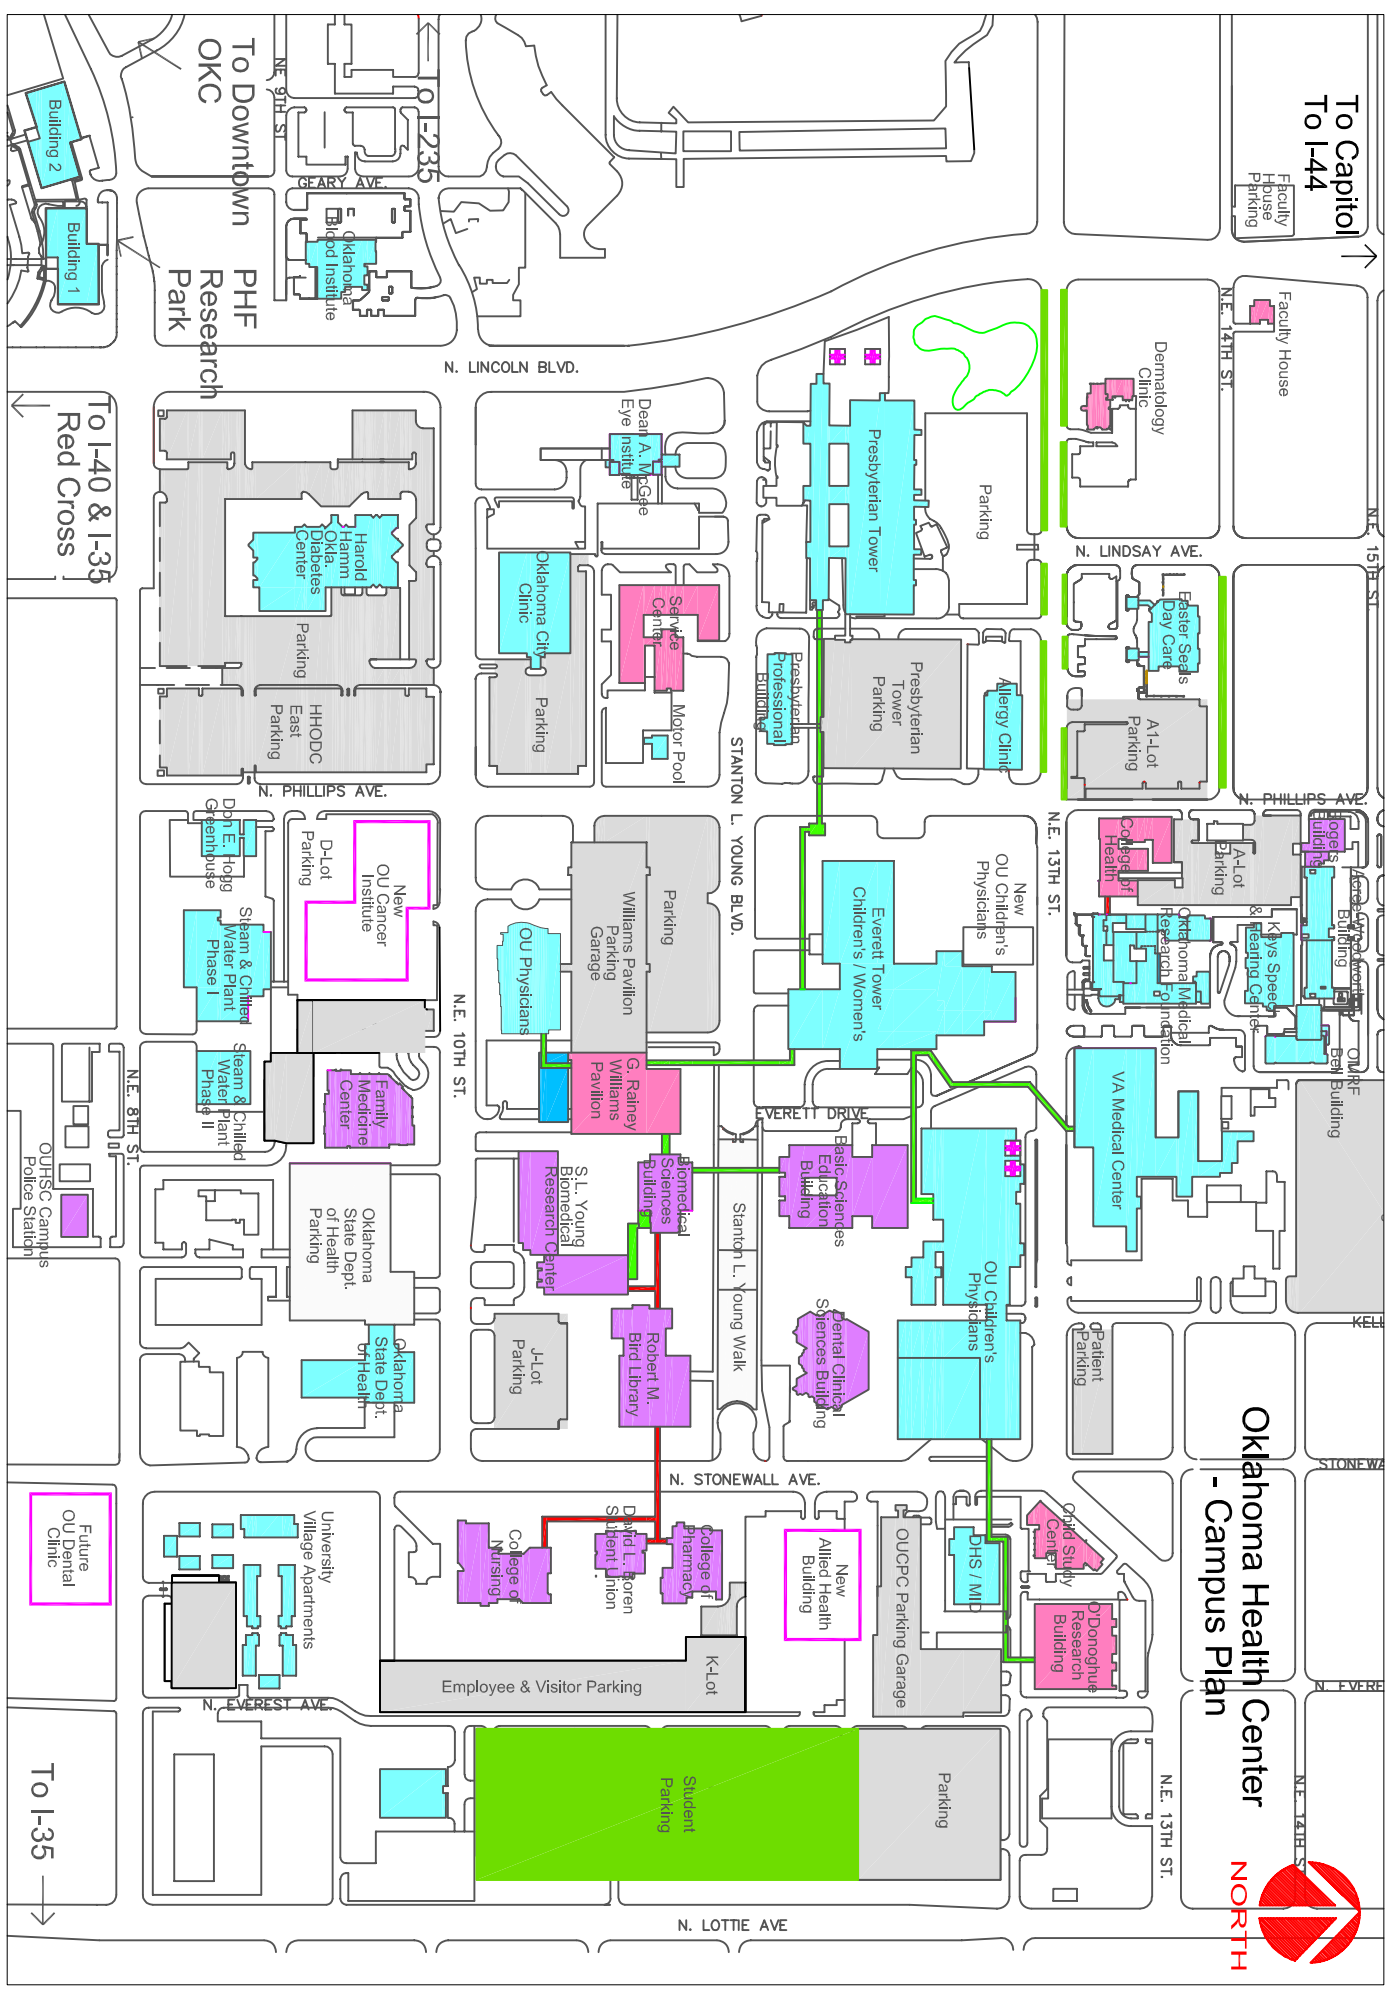 Oklahoma Health Center
- Campus Plan
NORTH
To Capitol
To I-44
Faculty
House
Parking
Faculty House
N.E. 14TH ST.
N.E. 15TH ST.
Dermatology
Clinic
N. LINDSAY AVE.
Easter Seals
Day Care
A1-Lot
Parking
N. PHILLIPS AVE.
College of
Health
A-Lot
Parking
Rogers
Building
Acree-Woodworth
Building
Keys Speech
& Hearing Center
Oklahoma Medical
Research Foundation
OMRF
Bell Building
VA Medical Center
Patient
Parking
N.E. 13TH ST.
To I-235
To Downtown
OKC
NE 9TH ST.
GEARY AVE.
Building 2
Building 1
PHF
Research
Park
Oklahoma
Blood Institute
N. LINCOLN BLVD.
To I-40 & I-35
Red Cross
Harold
Hamm
Okla.
Diabetes
Center
Parking
HHODC
East
Parking
N. PHILLIPS AVE.
Dean A. McGee
Eye Institute
Oklahoma City
Clinic
Service
Center
Parking
Motor Pool
STANTON L. YOUNG BLVD.
Presbyterian Tower
Parking
Presbyterian
Professional
Building
Presbyterian
Tower
Parking
Allergy Clinic
Don E. Hogg
Greenhouse
D-Lot
Parking
New
OU Cancer
Institute
Steam & Chilled
Water Plant
Phase I
Steam & Chilled
Water Plant
Phase II
Family
Medicine
Center
N.E. 10TH ST.
N.E. 8TH ST.
OUHSC Campus
Police Station
Oklahoma
State Dept.
of Health
Parking
Oklahoma
State Dept.
of Health
Parking
Williams Pavilion
Parking
Garage
OU Physicians
G. Rainey
Williams
Pavilion
Everett Tower
Children's / Women's
New
OU Children's
Physicians
EVERETT DRIVE
Biomedical
Sciences
Building
S.L. Young
Biomedical
Research Center
Basic Sciences
Education
Building
Stanton L. Young Walk
OU Children's
Physicians
Dental Clinical
Sciences Building
Robert M.
Bird Library
J-Lot
Parking
N. STONEWALL AVE.
Future
OU Dental
Clinic
University
Village Apartments
College of
Nursing
David L. Boren
Student Union
College of
Pharmacy
New
Allied Health
Building
OUCPC Parking Garage
DHS / MID
Child Study
Center
O'Donoghue
Research
Building
K-Lot
Employee & Visitor Parking
N. EVEREST AVE.
Student
Parking
Parking
N.E. 13TH ST.
N.E. 14TH S
KELL
STONEWA
N. EVERE
To I-35
N. LOTTIE AVE